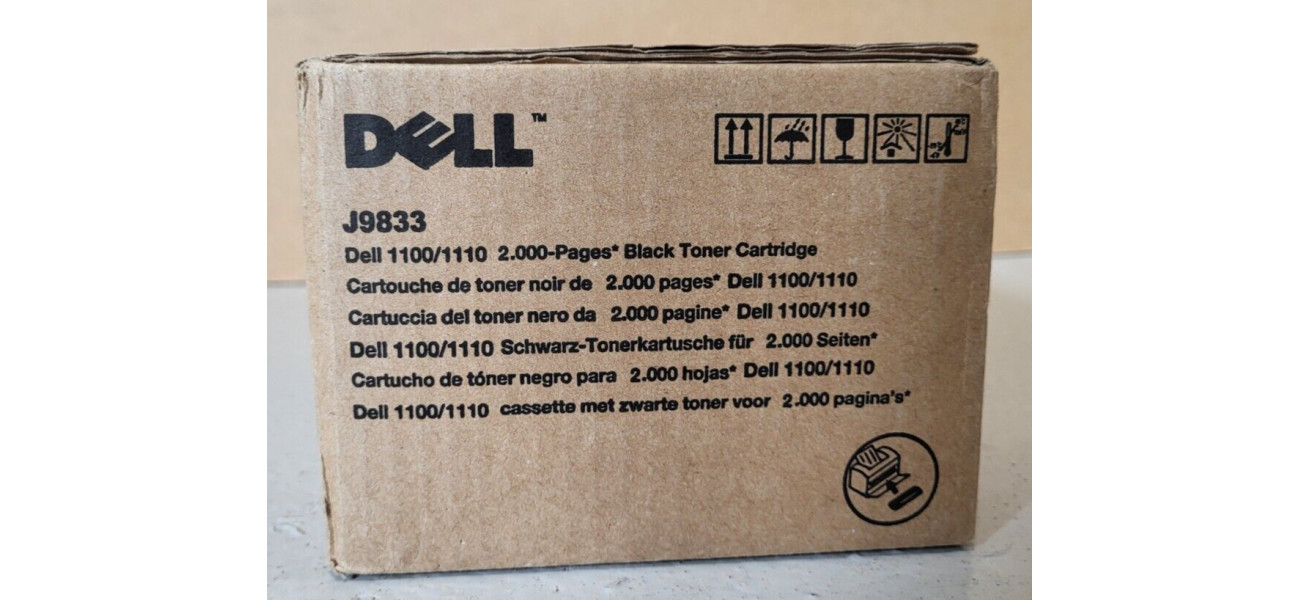 DELL™
J9833
Dell 1100/1110 2.000-Pages* Black Toner Cartridge
Cartouche de toner noir de 2.000 pages* Dell 1100/1110
Cartuccia del toner nero da 2.000 pagine* Dell 1100/1110
Dell 1100/1110 Schwarz-Tonerkartusche für 2.000 Seiten*
Cartucho de tóner negro para 2.000 hojas* Dell 1100/1110
Dell 1100/1110 cassette met zwarte toner voor 2.000 pagina's*